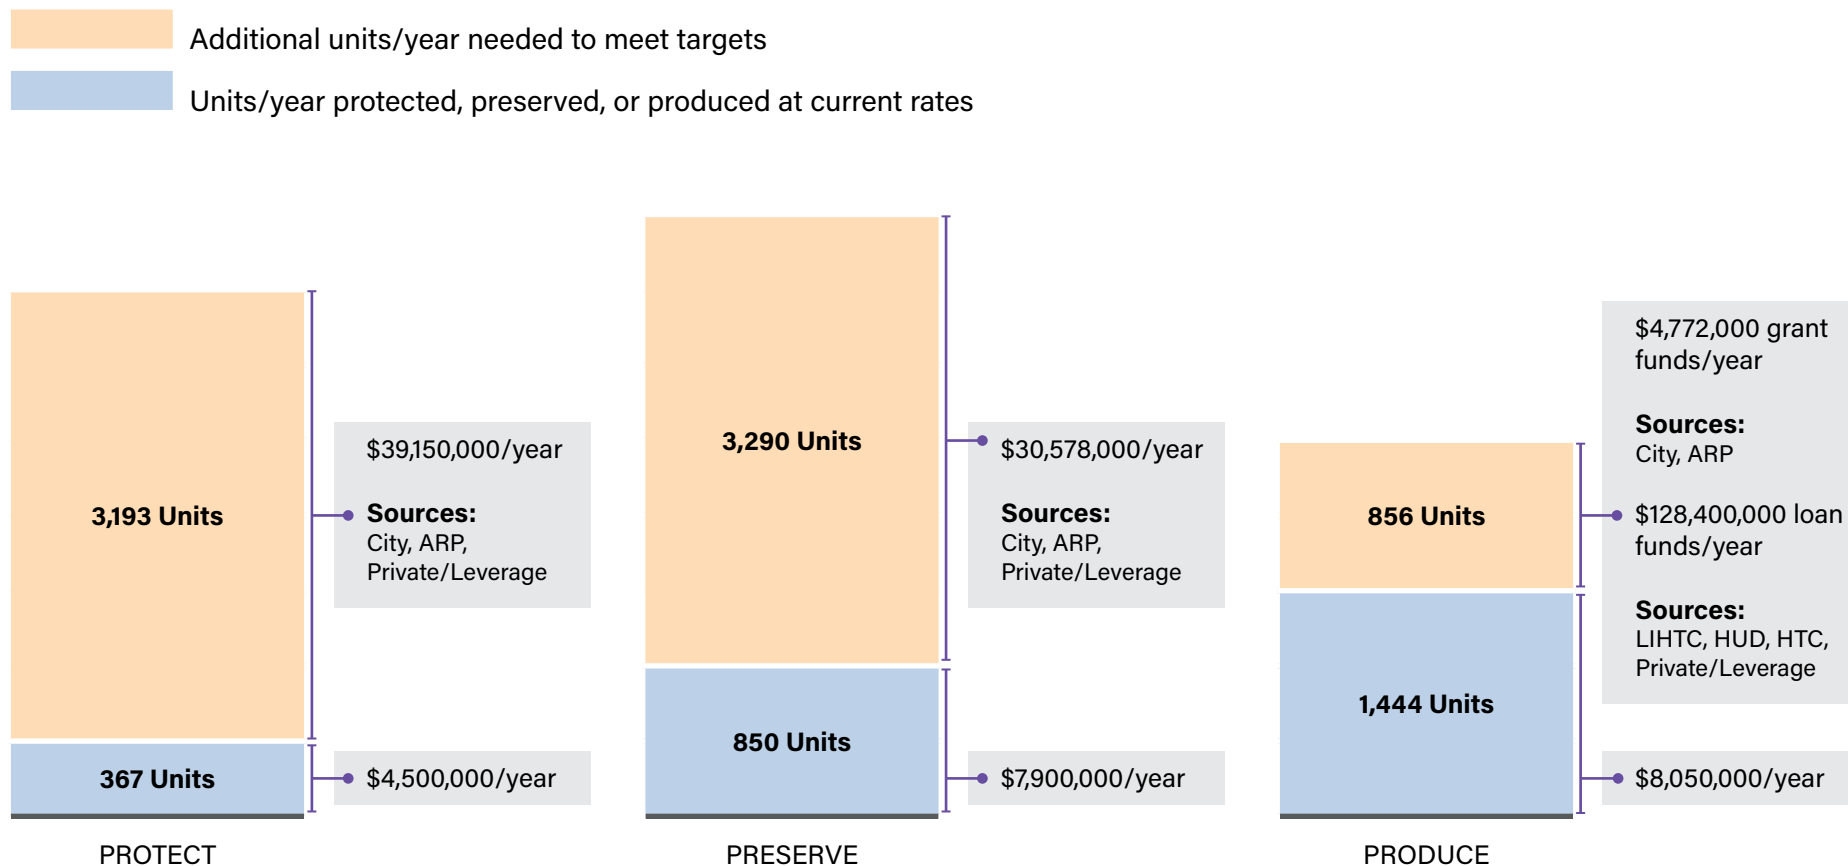 Additional units/year needed to meet targets
Units/year protected, preserved, or produced at current rates
3,193 Units
$39,150,000/year
Sources:
City, ARP,
Private/Leverage
367 Units
$4,500,000/year
PROTECT
3,290 Units
$30,578,000/year
Sources:
City, ARP,
Private/Leverage
850 Units
$7,900,000/year
PRESERVE
856 Units
$4,772,000 grant
funds/year
Sources:
City, ARP
$128,400,000 loan
funds/year
Sources:
LIHTC, HUD, HTC,
Private/Leverage
1,444 Units
$8,050,000/year
PRODUCE